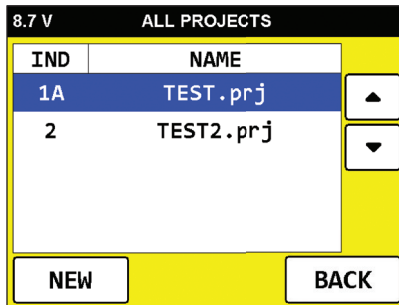 8.7 V ALL PROJECTS
IND NAME
1A TEST.prj
2 TEST2.prj
NEW BACK